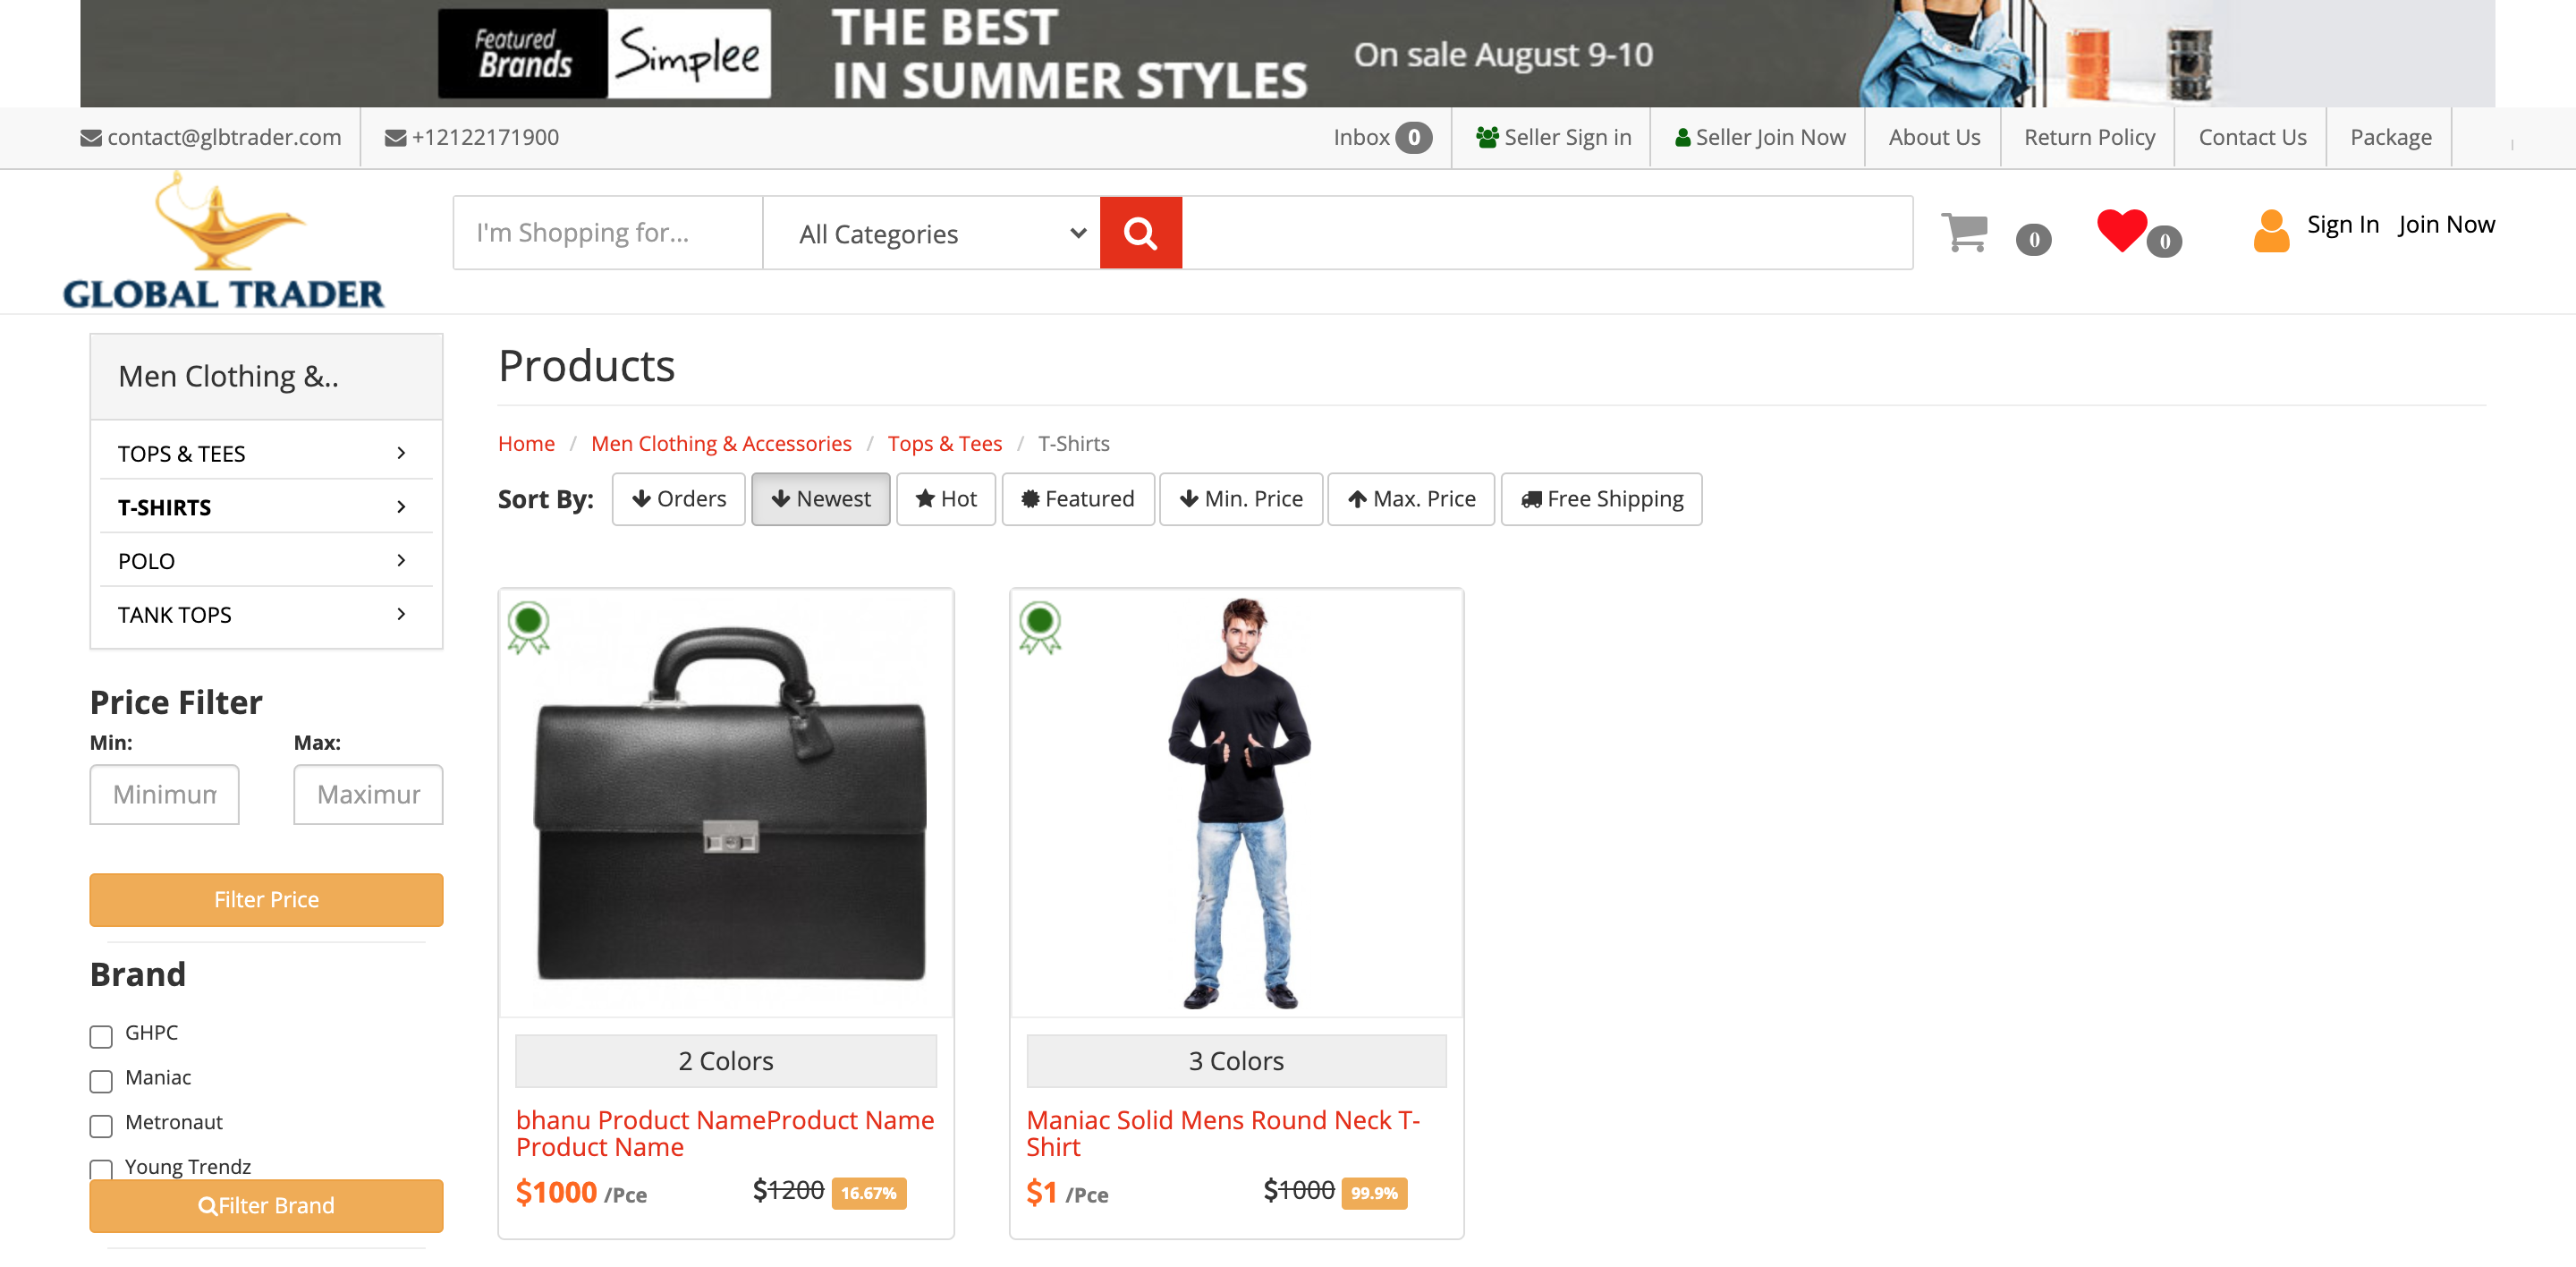 Featured
Brands
Simplee
THE BEST
IN SUMMER STYLES
On sale August 9-10
contact@glbtrader.com
+12122171900
Inbox 0
Seller Sign in
Seller Join Now
About Us
Return Policy
Contact Us
Package
GLOBAL TRADER
I'm Shopping for...
All Categories
0
0
Sign In
Join Now
Men Clothing &..
TOPS & TEES
T-SHIRTS
POLO
TANK TOPS
Price Filter
Min:
Max:
Minimum
Maximum
Filter Price
Brand
GHPC
Maniac
Metronaut
Young Trendz
Filter Brand
Products
Home / Men Clothing & Accessories / Tops & Tees / T-Shirts
Sort By: Orders Newest Hot Featured Min. Price Max. Price Free Shipping
2 Colors
bhanu Product NameProduct Name
Product Name
$1000 /Pce $1200 16.67%
3 Colors
Maniac Solid Mens Round Neck T-
Shirt
$1 /Pce $1000 99.9%